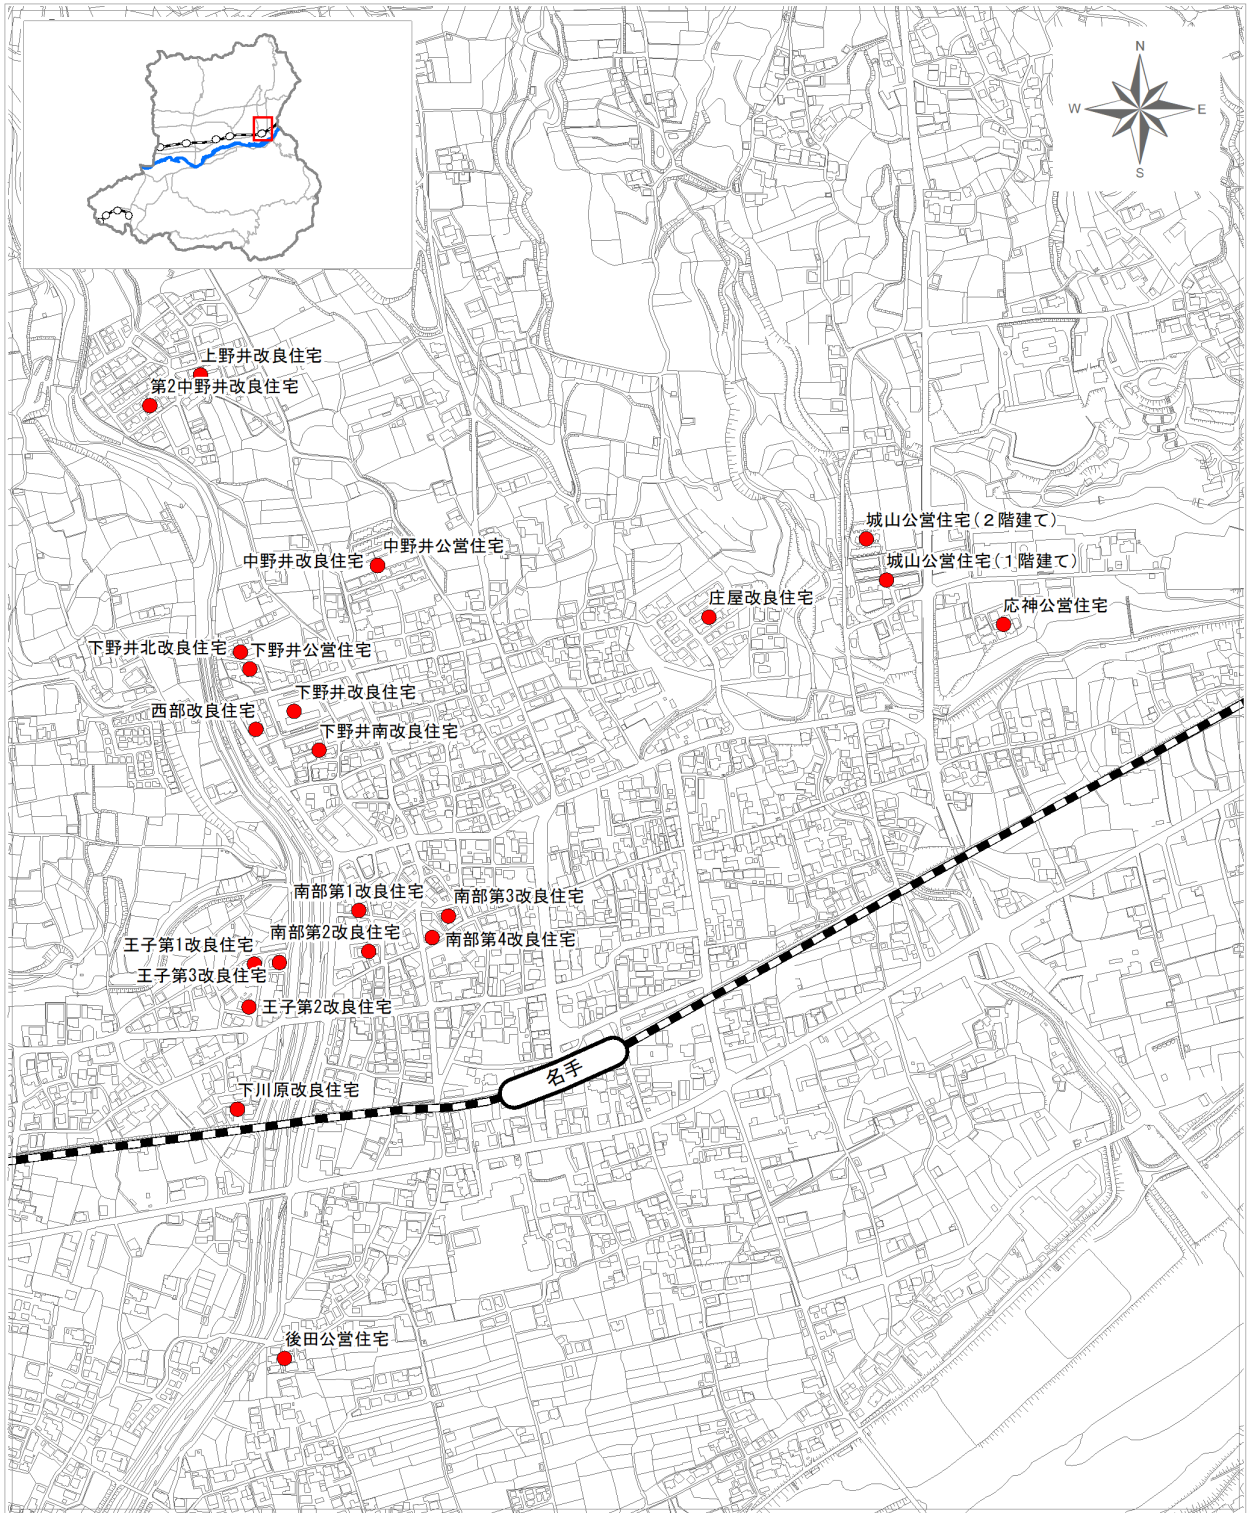 N
W
E
S
上野井改良住宅
第2中野井改良住宅
城山公営住宅(２階建て)
中野井公営住宅
中野井改良住宅
城山公営住宅(１階建て)
庄屋改良住宅
応神公営住宅
下野井北改良住宅
下野井公営住宅
下野井改良住宅
西部改良住宅
下野井南改良住宅
南部第1改良住宅
南部第3改良住宅
南部第2改良住宅
南部第4改良住宅
王子第1改良住宅
王子第3改良住宅
王子第2改良住宅
名手
下川原改良住宅
後田公営住宅